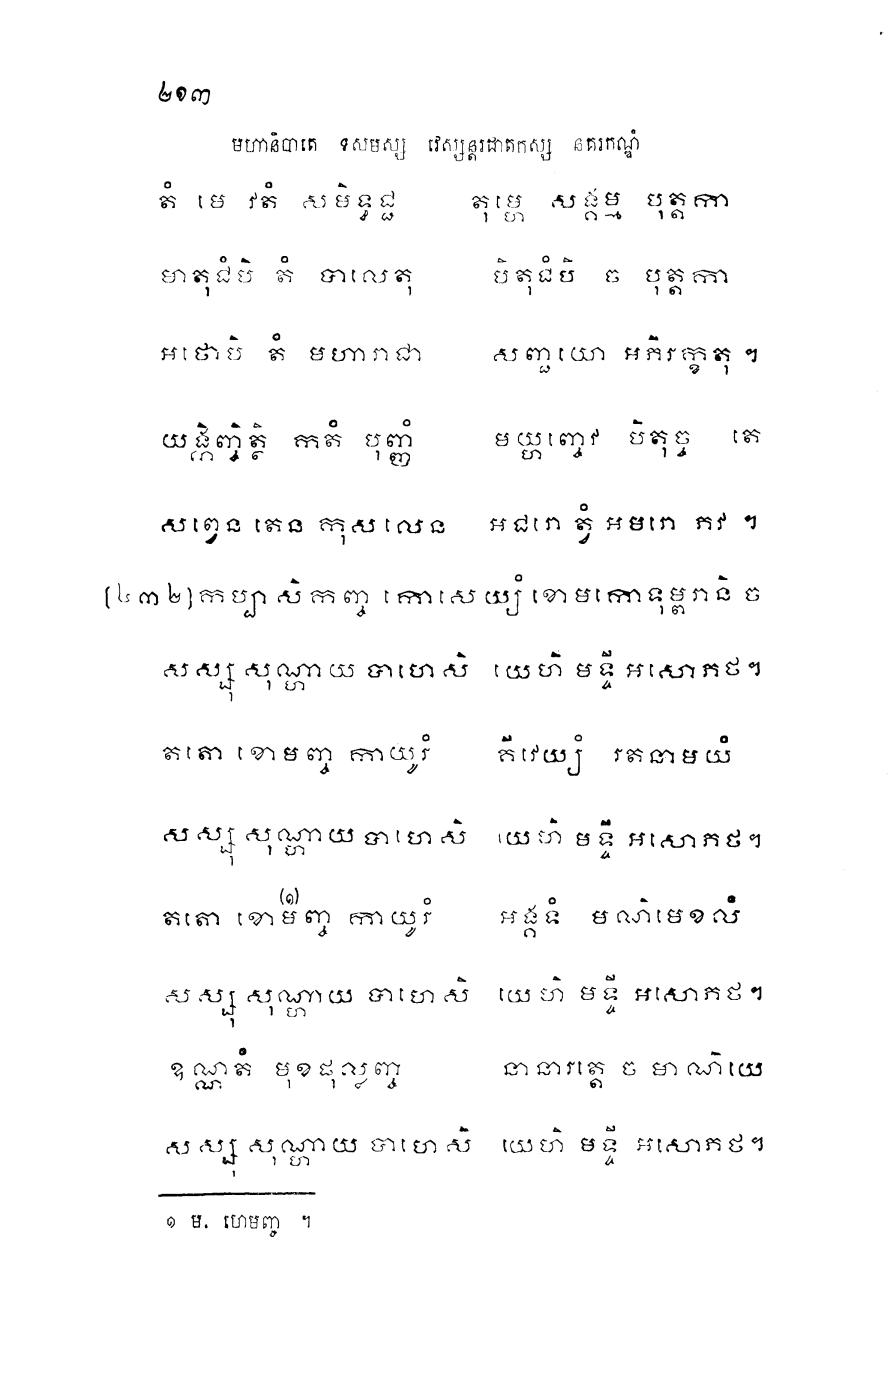 ២១៣
មហានិបាតេ ទសមស្ស វេស្សន្តរជាតកស្ស នគរកណ្ឌំ
តំ មេ វតំ សមិទ្ធជ្ជ តុម្ហេ សង្គម្ម បុត្តកា
មាតុជំបិ តំ បាលេតុ បិតុជំបិ ច បុត្តកា
អថោបិ តំ មហារាជា សញ្ជយោ អភិរក្ខតុ ។
យង្កិញ្ចិត្ថិ កតំ បុញ្ញំ មយ្ហញ្ចេវ បិតុច្ច តេ
សព្វេន តេន កុសលេន អជរោ ត្វំ អមរោ ភវ ។
(៤៣២)កប្បាសិកញ្ច កោសេយ្យំ ខោមកោទុម្ពរានិ ច
សស្សុ សុណ្ហាយ បាហេសិ យេហិ មទ្ទី អសោភថ។
តតោ ខោមញ្ច កាយូរំ គីវេយ្យំ រតនាមយំ
សស្សុ សុណ្ហាយ បាហេសិ យេហិ មទ្ទី អសោភថ។
តតោ ខោមញ្ច(១) កាយូរំ អង្គទំ មណិមេខលំ
សស្សុ សុណ្ហាយ បាហេសិ យេហិ មទ្ទី អសោភថ។
ឧណ្ណតំ មុខផុល្លញ្ច នានារត្តេ ច មាណិយេ
សស្សុ សុណ្ហាយ បាហេសិ យេហិ មទ្ទី អសោភថ។
១ ម. ហេមញ្ច ។